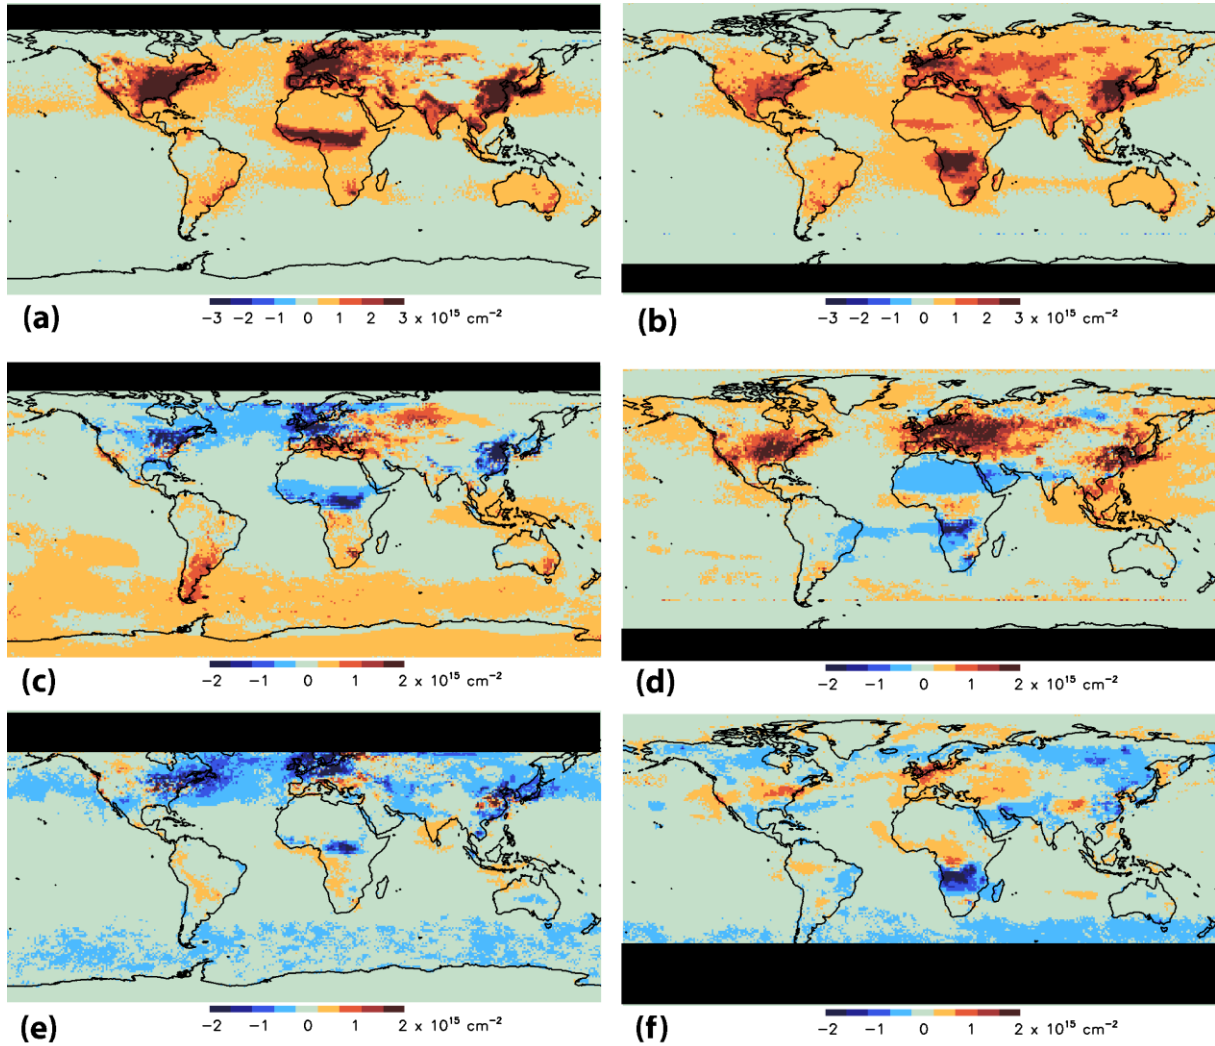 −3 −2 −1 0 1 2 3 x 10¹⁵ cm⁻²
(a)
−3 −2 −1 0 1 2 3 x 10¹⁵ cm⁻²
(b)
−2 −1 0 1 2 x 10¹⁵ cm⁻²
(c)
−2 −1 0 1 2 x 10¹⁵ cm⁻²
(d)
−2 −1 0 1 2 x 10¹⁵ cm⁻²
(e)
−2 −1 0 1 2 x 10¹⁵ cm⁻²
(f)